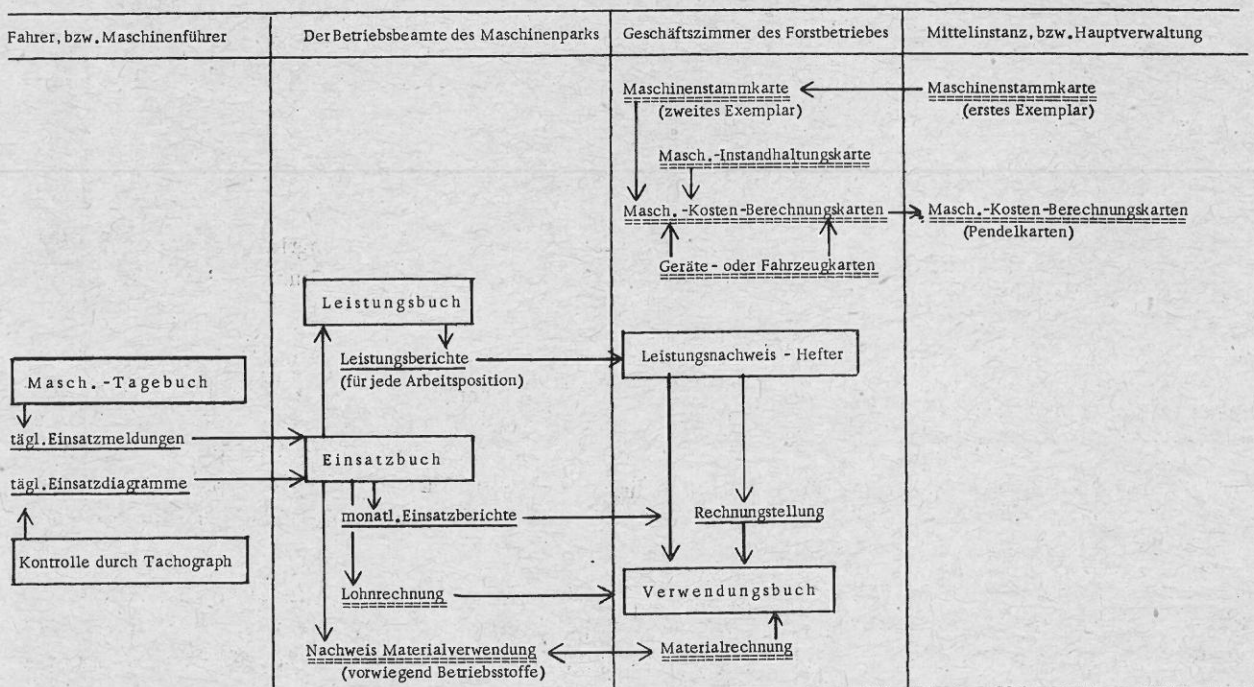 Fahrer, bzw. Maschinenführer
Der Betriebsbeamte des Maschinenparks
Geschäftszimmer des Forstbetriebes
Mittelinstanz, bzw. Hauptverwaltung
Maschinenstammkarte
(zweites Exemplar)
Maschinenstammkarte
(erstes Exemplar)
Masch.-Instandhaltungskarte
Masch.-Kosten-Berechnungskarten
Masch.-Kosten-Berechnungskarten
(Pendelkarten)
Geräte- oder Fahrzeugkarten
Leistungsbuch
Leistungsberichte
(für jede Arbeitsposition)
Leistungsnachweis - Hefter
Masch.-Tagebuch
tägl. Einsatzmeldungen
Einsatzbuch
tägl. Einsatzdiagramme
monatl. Einsatzberichte
Rechnungstellung
Kontrolle durch Tachograph
Lohnrechnung
Verwendungsbuch
Nachweis Materialverwendung
(vorwiegend Betriebsstoffe)
Materialrechnung